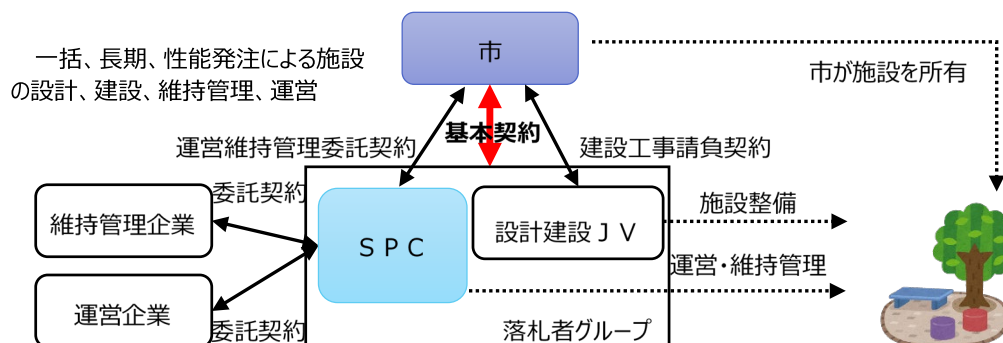 市
一括、長期、性能発注による施設
の設計、建設、維持管理、運営
市が施設を所有
基本契約
運営維持管理委託契約
建設工事請負契約
委託契約
維持管理企業
ＳＰＣ
設計建設ＪＶ
施設整備
運営・維持管理
運営企業
委託契約
落札者グループ